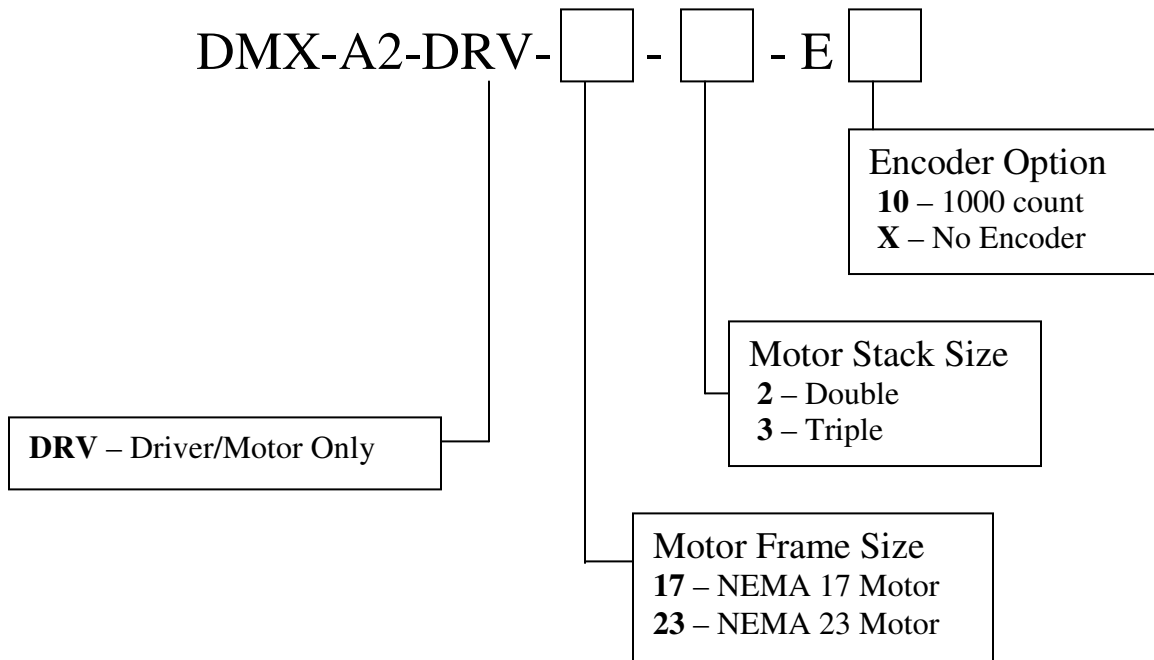 DMX-A2-DRV- - - E
Encoder Option
10 – 1000 count
X – No Encoder
Motor Stack Size
2 – Double
3 – Triple
DRV – Driver/Motor Only
Motor Frame Size
17 – NEMA 17 Motor
23 – NEMA 23 Motor